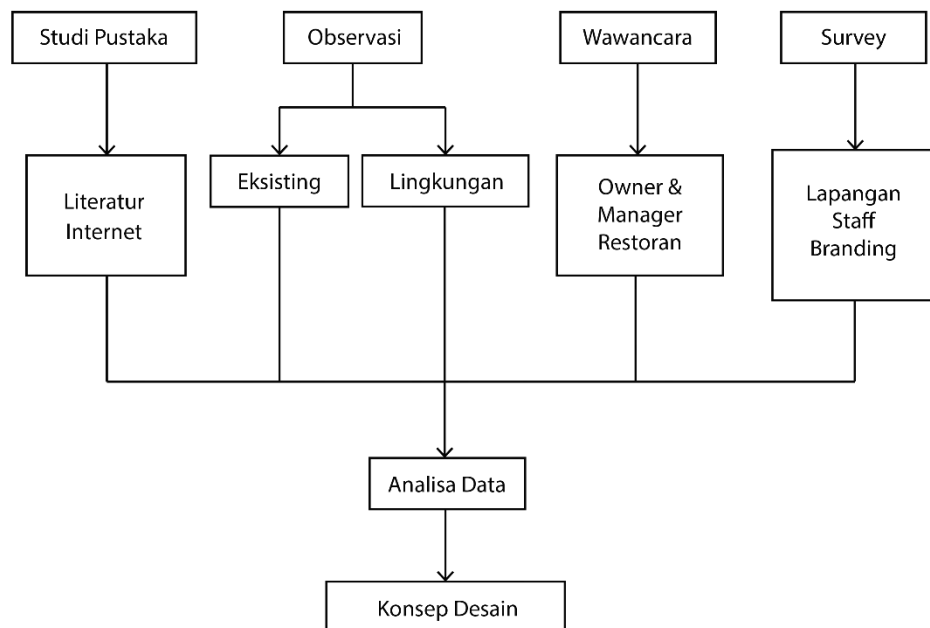 Studi Pustaka
Observasi
Wawancara
Survey
Literatur
Internet
Eksisting
Lingkungan
Owner &
Manager
Restoran
Lapangan
Staff
Branding
Analisa Data
Konsep Desain